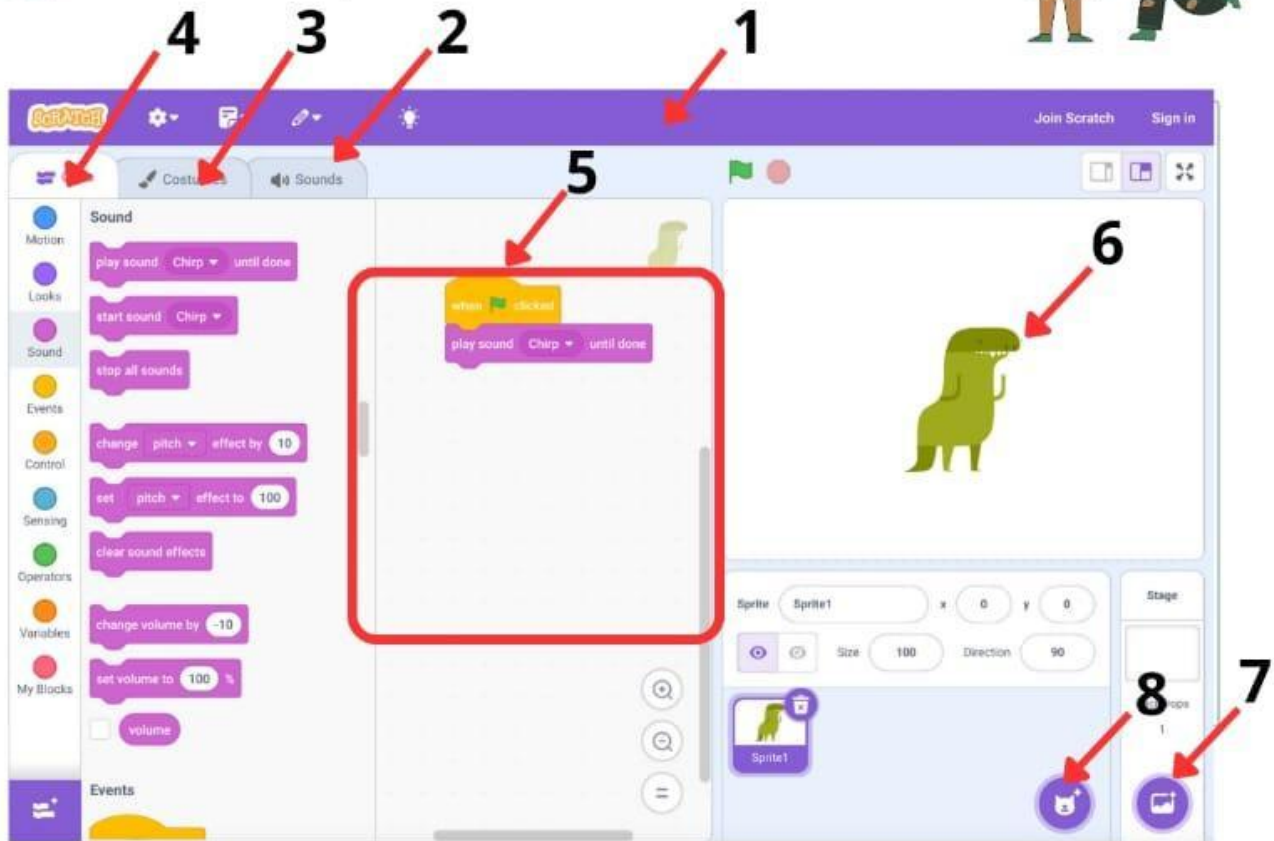 4 3 2 1
SCRATCH
Join Scratch Sign in
Sounds
5
6
Motion
Looks
Sound
Events
Control
Sensing
Operators
Variables
My Blocks
Sound
play sound Chirp until done
start sound Chirp
stop all sounds
change pitch effect by 10
set pitch effect to 100
clear sound effects
change volume by -10
set volume to 100 %
volume
Events
when clicked
play sound Chirp until done
Sprite Sprite1 x 0 y 0
Size 100 Direction 90
Sprite1
Stage
1
7
8